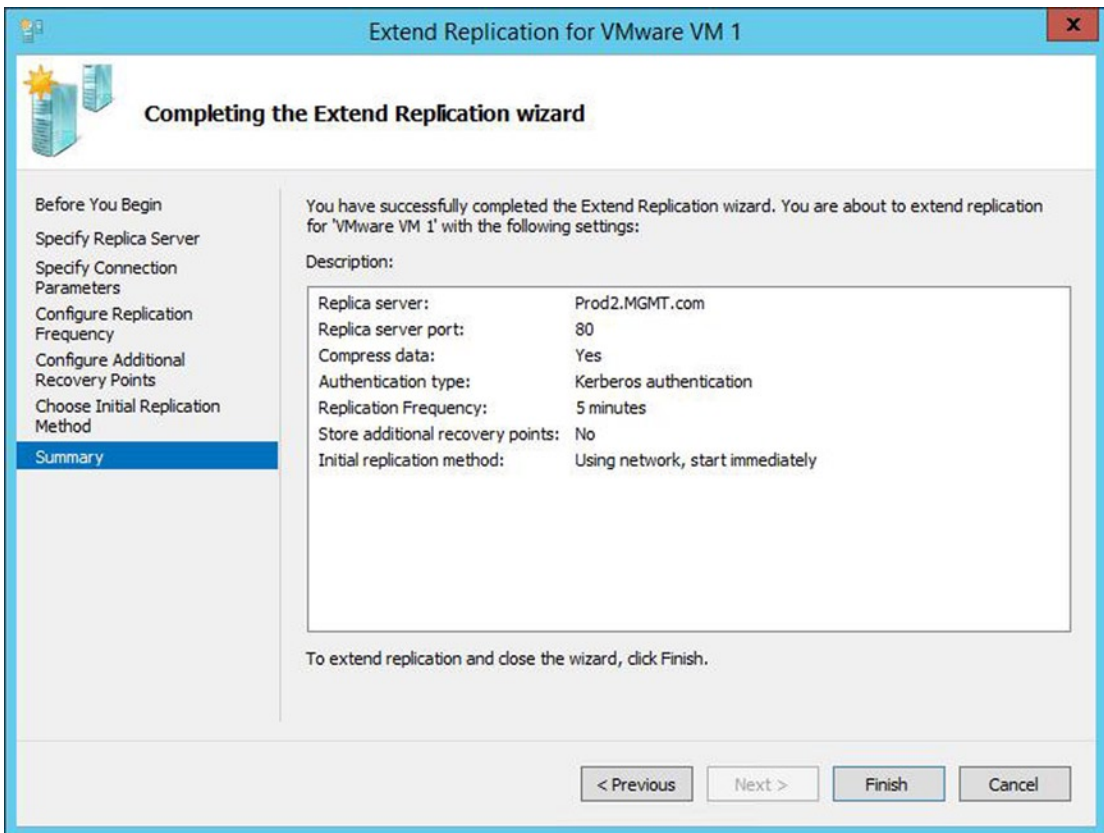 Extend Replication for VMware VM 1
x
Completing the Extend Replication wizard
Before You Begin
Specify Replica Server
Specify Connection
Parameters
Configure Replication
Frequency
Configure Additional
Recovery Points
Choose Initial Replication
Method
Summary
You have successfully completed the Extend Replication wizard. You are about to extend replication
for 'VMware VM 1' with the following settings:
Description:
Replica server: Prod2.MGMT.com
Replica server port: 80
Compress data: Yes
Authentication type: Kerberos authentication
Replication Frequency: 5 minutes
Store additional recovery points: No
Initial replication method: Using network, start immediately
To extend replication and close the wizard, click Finish.
< Previous Next > Finish Cancel